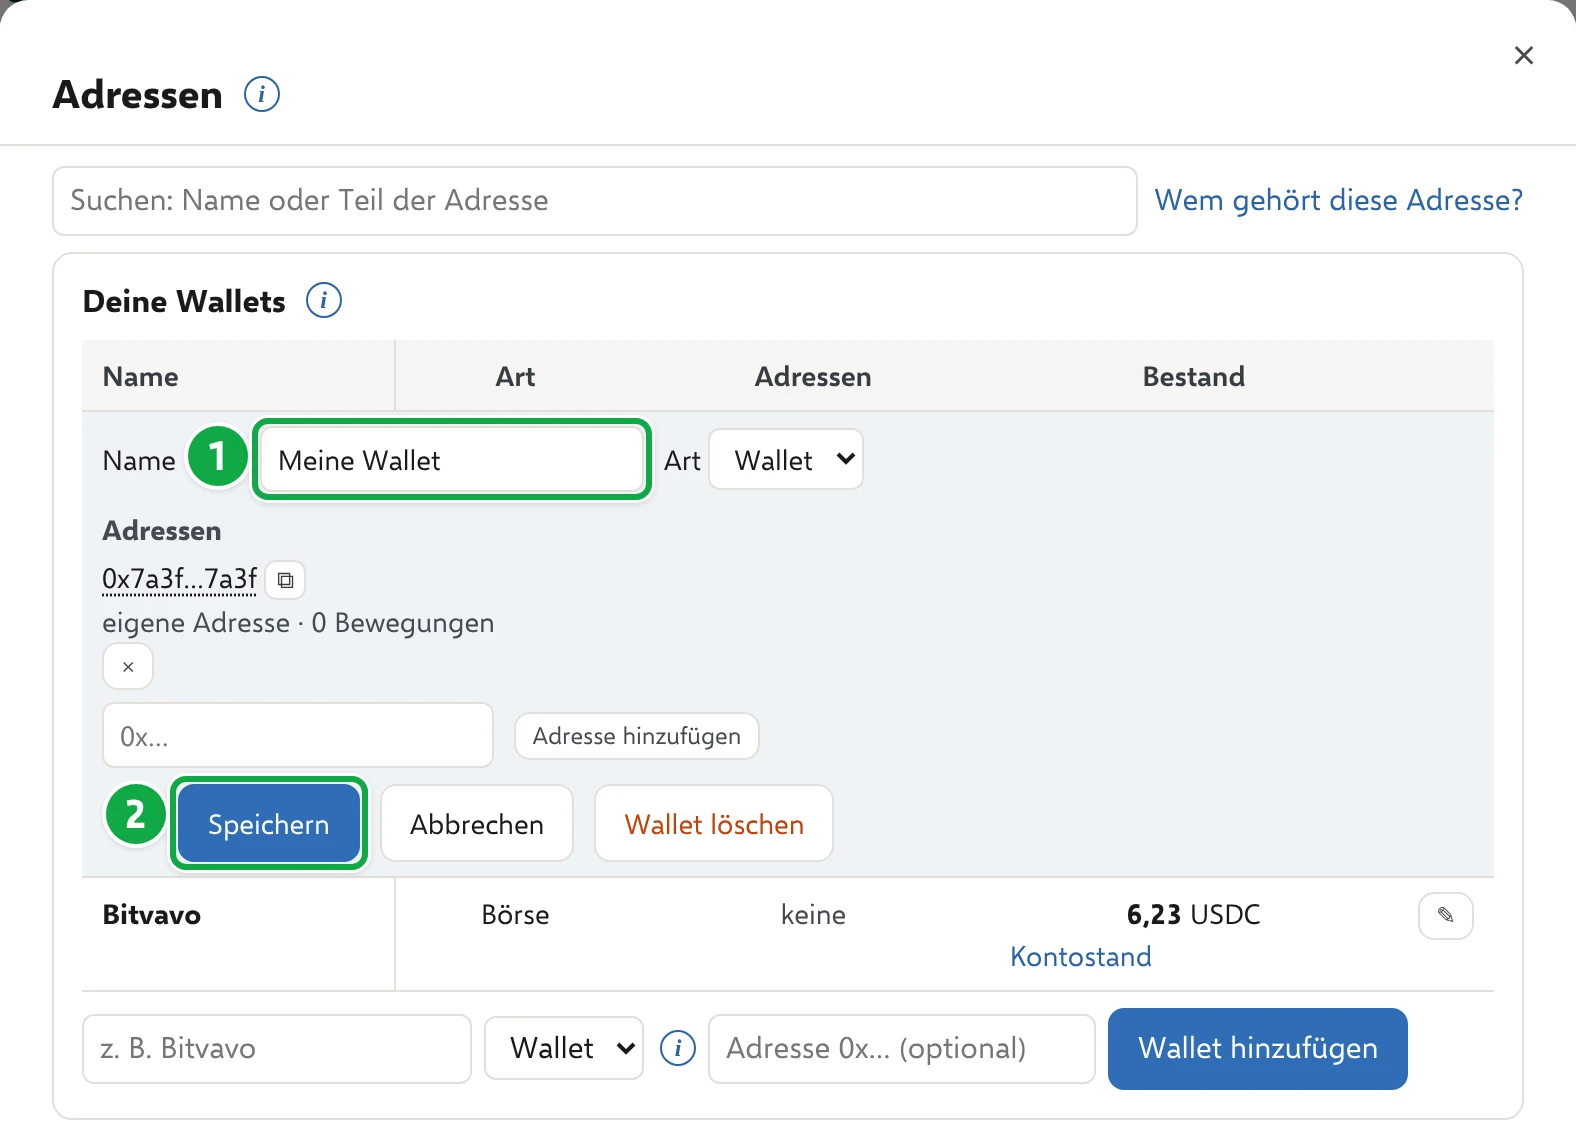 Adressen i
×
Suchen: Name oder Teil der Adresse Wem gehört diese Adresse?
Deine Wallets i
Name Art Adressen Bestand
Name 1 Meine Wallet Art Wallet
Adressen
0x7a3f…7a3f
eigene Adresse · 0 Bewegungen
×
0x… Adresse hinzufügen
2 Speichern Abbrechen Wallet löschen
Bitvavo Börse keine 6,23 USDC
Kontostand
z. B. Bitvavo Wallet i Adresse 0x… (optional) Wallet hinzufügen